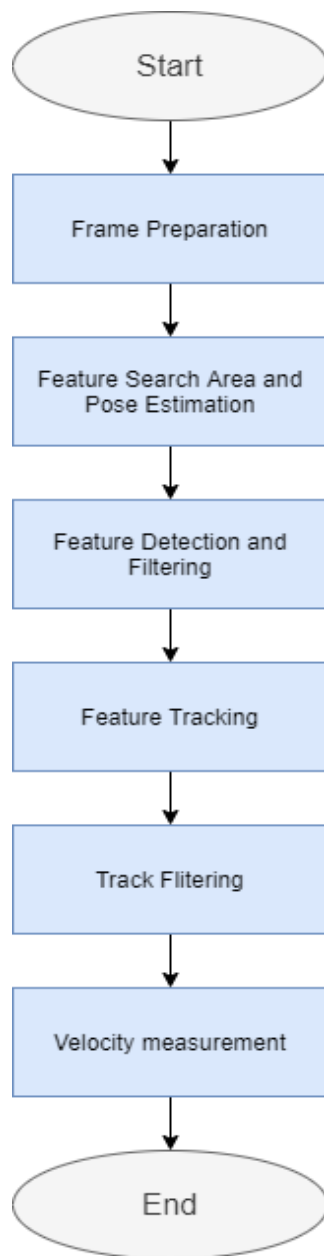 Start
Frame Preparation
Feature Search Area and
Pose Estimation
Feature Detection and
Filtering
Feature Tracking
Track Flitering
Velocity measurement
End